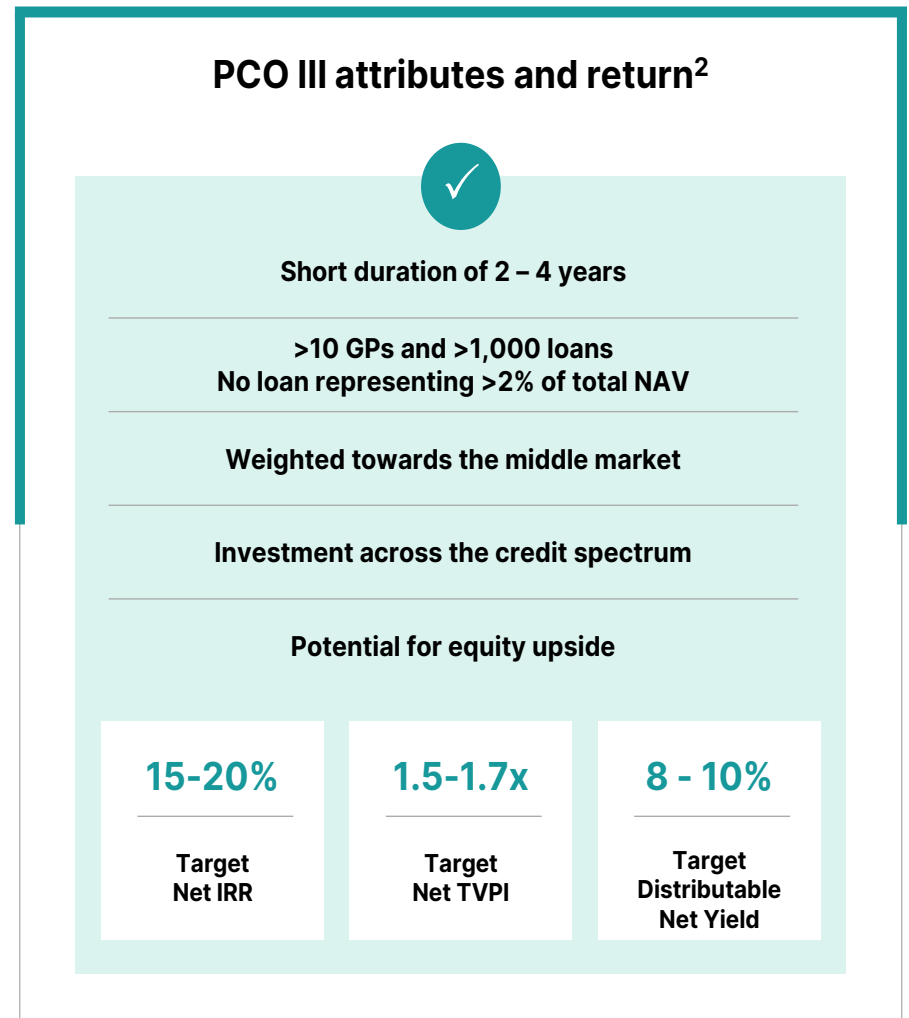 PCO III attributes and return²
✓
Short duration of 2 – 4 years
>10 GPs and >1,000 loans
No loan representing >2% of total NAV
Weighted towards the middle market
Investment across the credit spectrum
Potential for equity upside
15-20%
Target
Net IRR
1.5-1.7x
Target
Net TVPI
8 - 10%
Target
Distributable
Net Yield